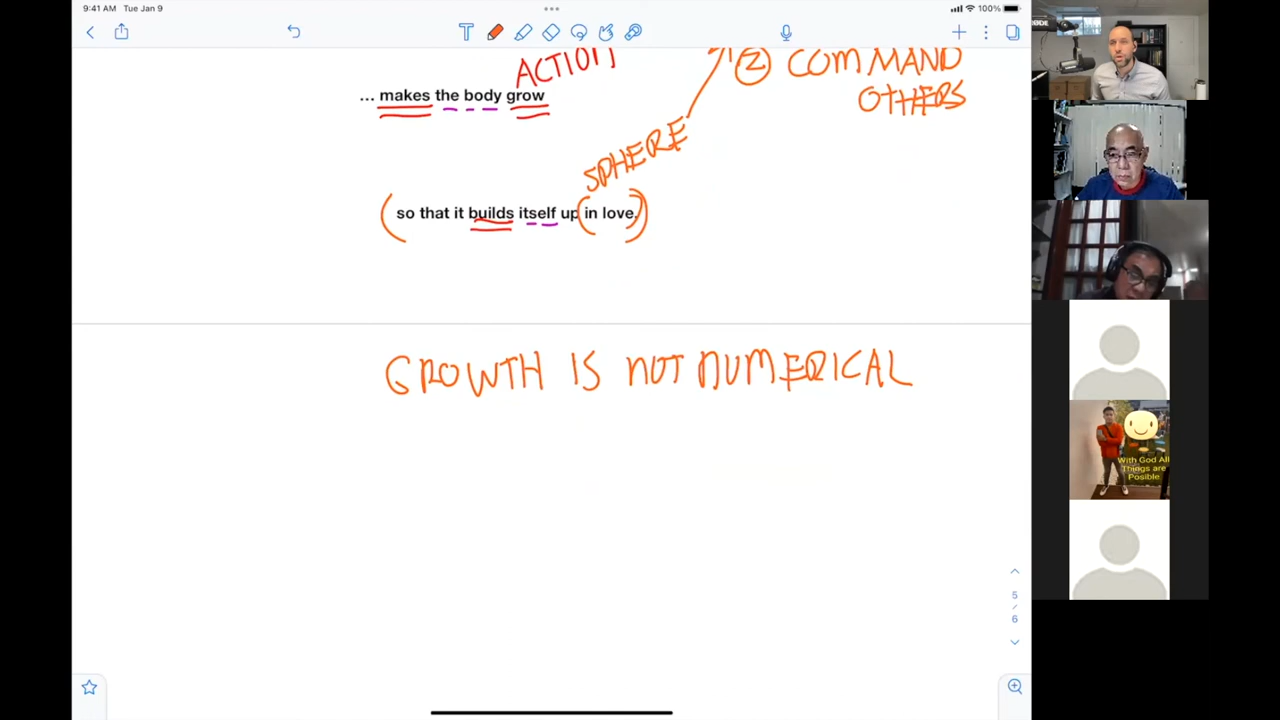 9:41 AM Tue Jan 9
100%
ACTION
② COMMAND
OTHERS
... makes the body grow
SPHERE
so that it builds itself up in love.
GROWTH IS NOT NUMERICAL
With God All
Things are
Posible
5
/
6